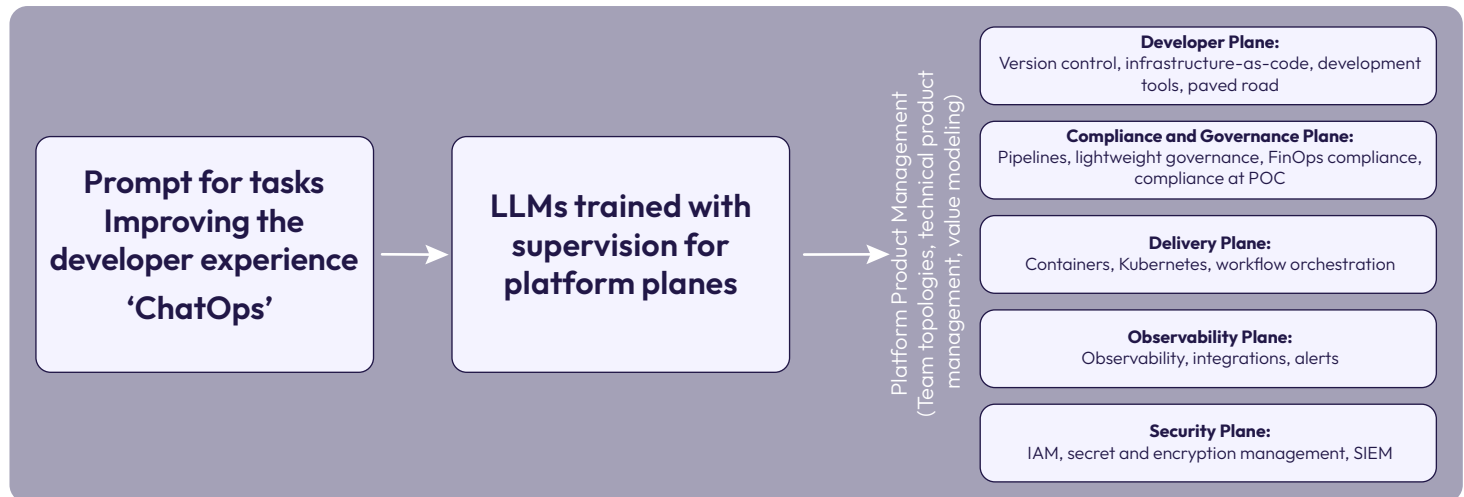 Prompt for tasks
Improving the
developer experience
‘ChatOps’
LLMs trained with
supervision for
platform planes
Platform Product Management
(Team topologies, technical product
management, value modeling)
Developer Plane:
Version control, infrastructure-as-code, development
tools, paved road
Compliance and Governance Plane:
Pipelines, lightweight governance, FinOps compliance,
compliance at POC
Delivery Plane:
Containers, Kubernetes, workflow orchestration
Observability Plane:
Observability, integrations, alerts
Security Plane:
IAM, secret and encryption management, SIEM